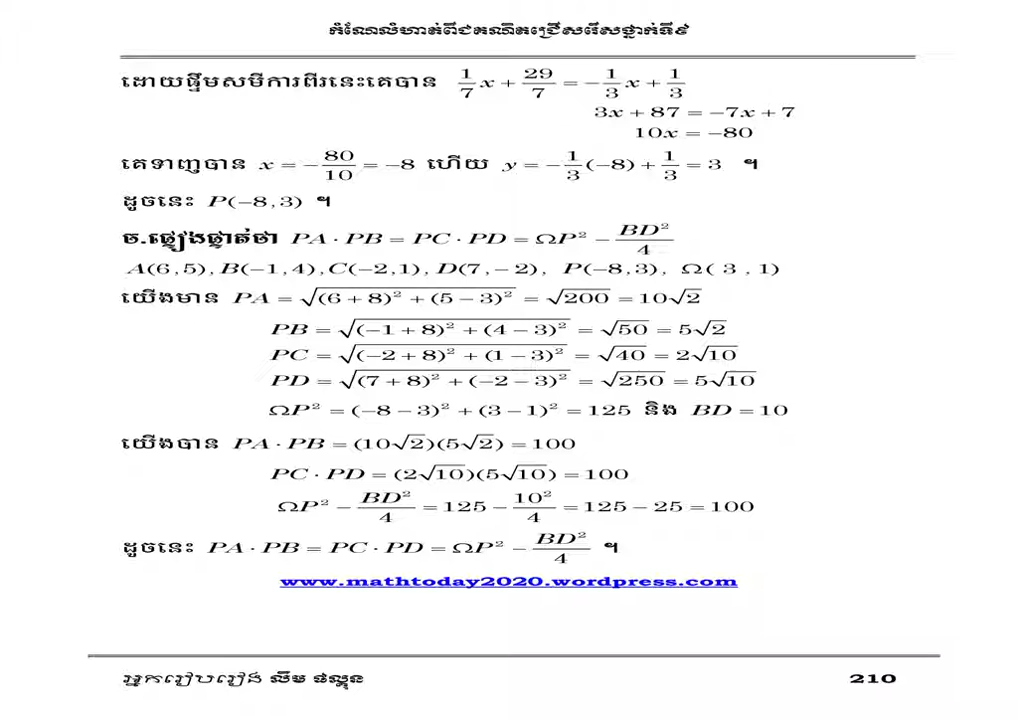 កំណែលំហាត់ពីជគណិតជ្រើសរើសថ្នាក់ទី៩
ដោយផ្ទឹមសមីការពីរនេះគេបាន 1/7 x + 29/7 = −1/3 x + 1/3
3x + 87 = −7x + 7
10x = −80
គេទាញបាន x = −80/10 = −8 ហើយ y = −1/3(−8) + 1/3 = 3 ។
ដូចនេះ P(−8,3) ។
ច.ផ្ទៀងផ្ទាត់ថា PA · PB = PC · PD = ΩP² − BD²/4
A(6,5), B(−1,4), C(−2,1), D(7,−2), P(−8,3), Ω( 3 , 1)
យើងមាន PA = √((6 + 8)² + (5 − 3)²) = √200 = 10√2
PB = √((−1 + 8)² + (4 − 3)²) = √50 = 5√2
PC = √((−2 + 8)² + (1 − 3)²) = √40 = 2√10
PD = √((7 + 8)² + (−2 − 3)²) = √250 = 5√10
ΩP² = (−8 − 3)² + (3 − 1)² = 125 និង BD = 10
យើងបាន PA · PB = (10√2)(5√2) = 100
PC · PD = (2√10)(5√10) = 100
ΩP² − BD²/4 = 125 − 10²/4 = 125 − 25 = 100
ដូចនេះ PA · PB = PC · PD = ΩP² − BD²/4 ។
www.mathtoday2020.wordpress.com
អ្នករៀបរៀង លឹម ផល្គុន 210